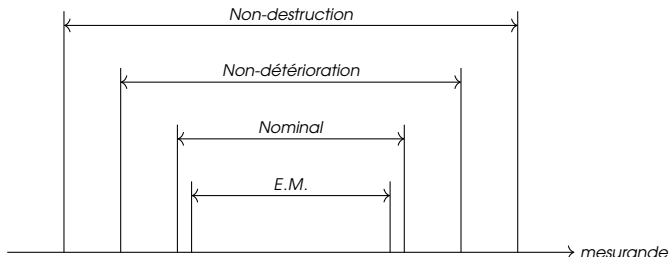 Non-destruction
Non-détérioration
Nominal
E.M.
mesurande